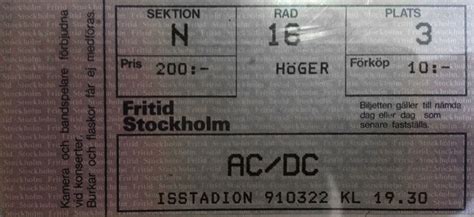 SEKTION RAD PLATS
N 16 3
Pris 200:- HöGER Förköp 10:-
Fritid
Stockholm
Biljetten gäller till nämda
dag eller dag som
senare fastställs.
AC/DC
ISSTADION 910322 KL 19.30
Kamera och bandspelare förbjudna
vid konserter.
Burkar och flaskor får ej medföras.